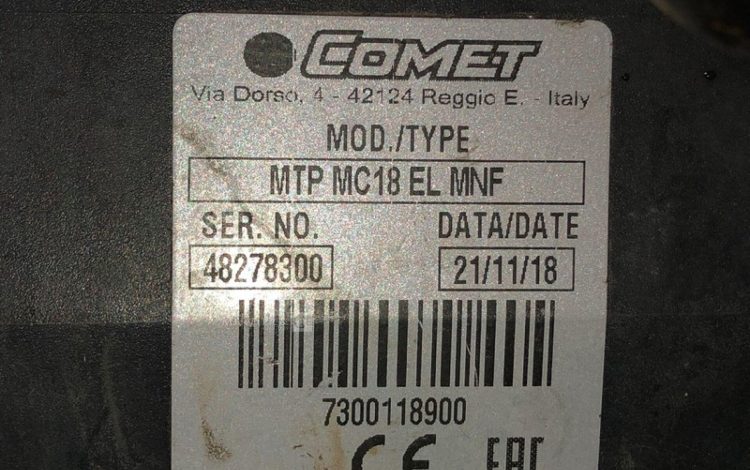 COMET
Via Dorso, 4 - 42124 Reggio E. - Italy
MOD./TYPE
MTP MC18 EL MNF
SER. NO. DATA/DATE
48278300 21/11/18
7300118900
CE EAC